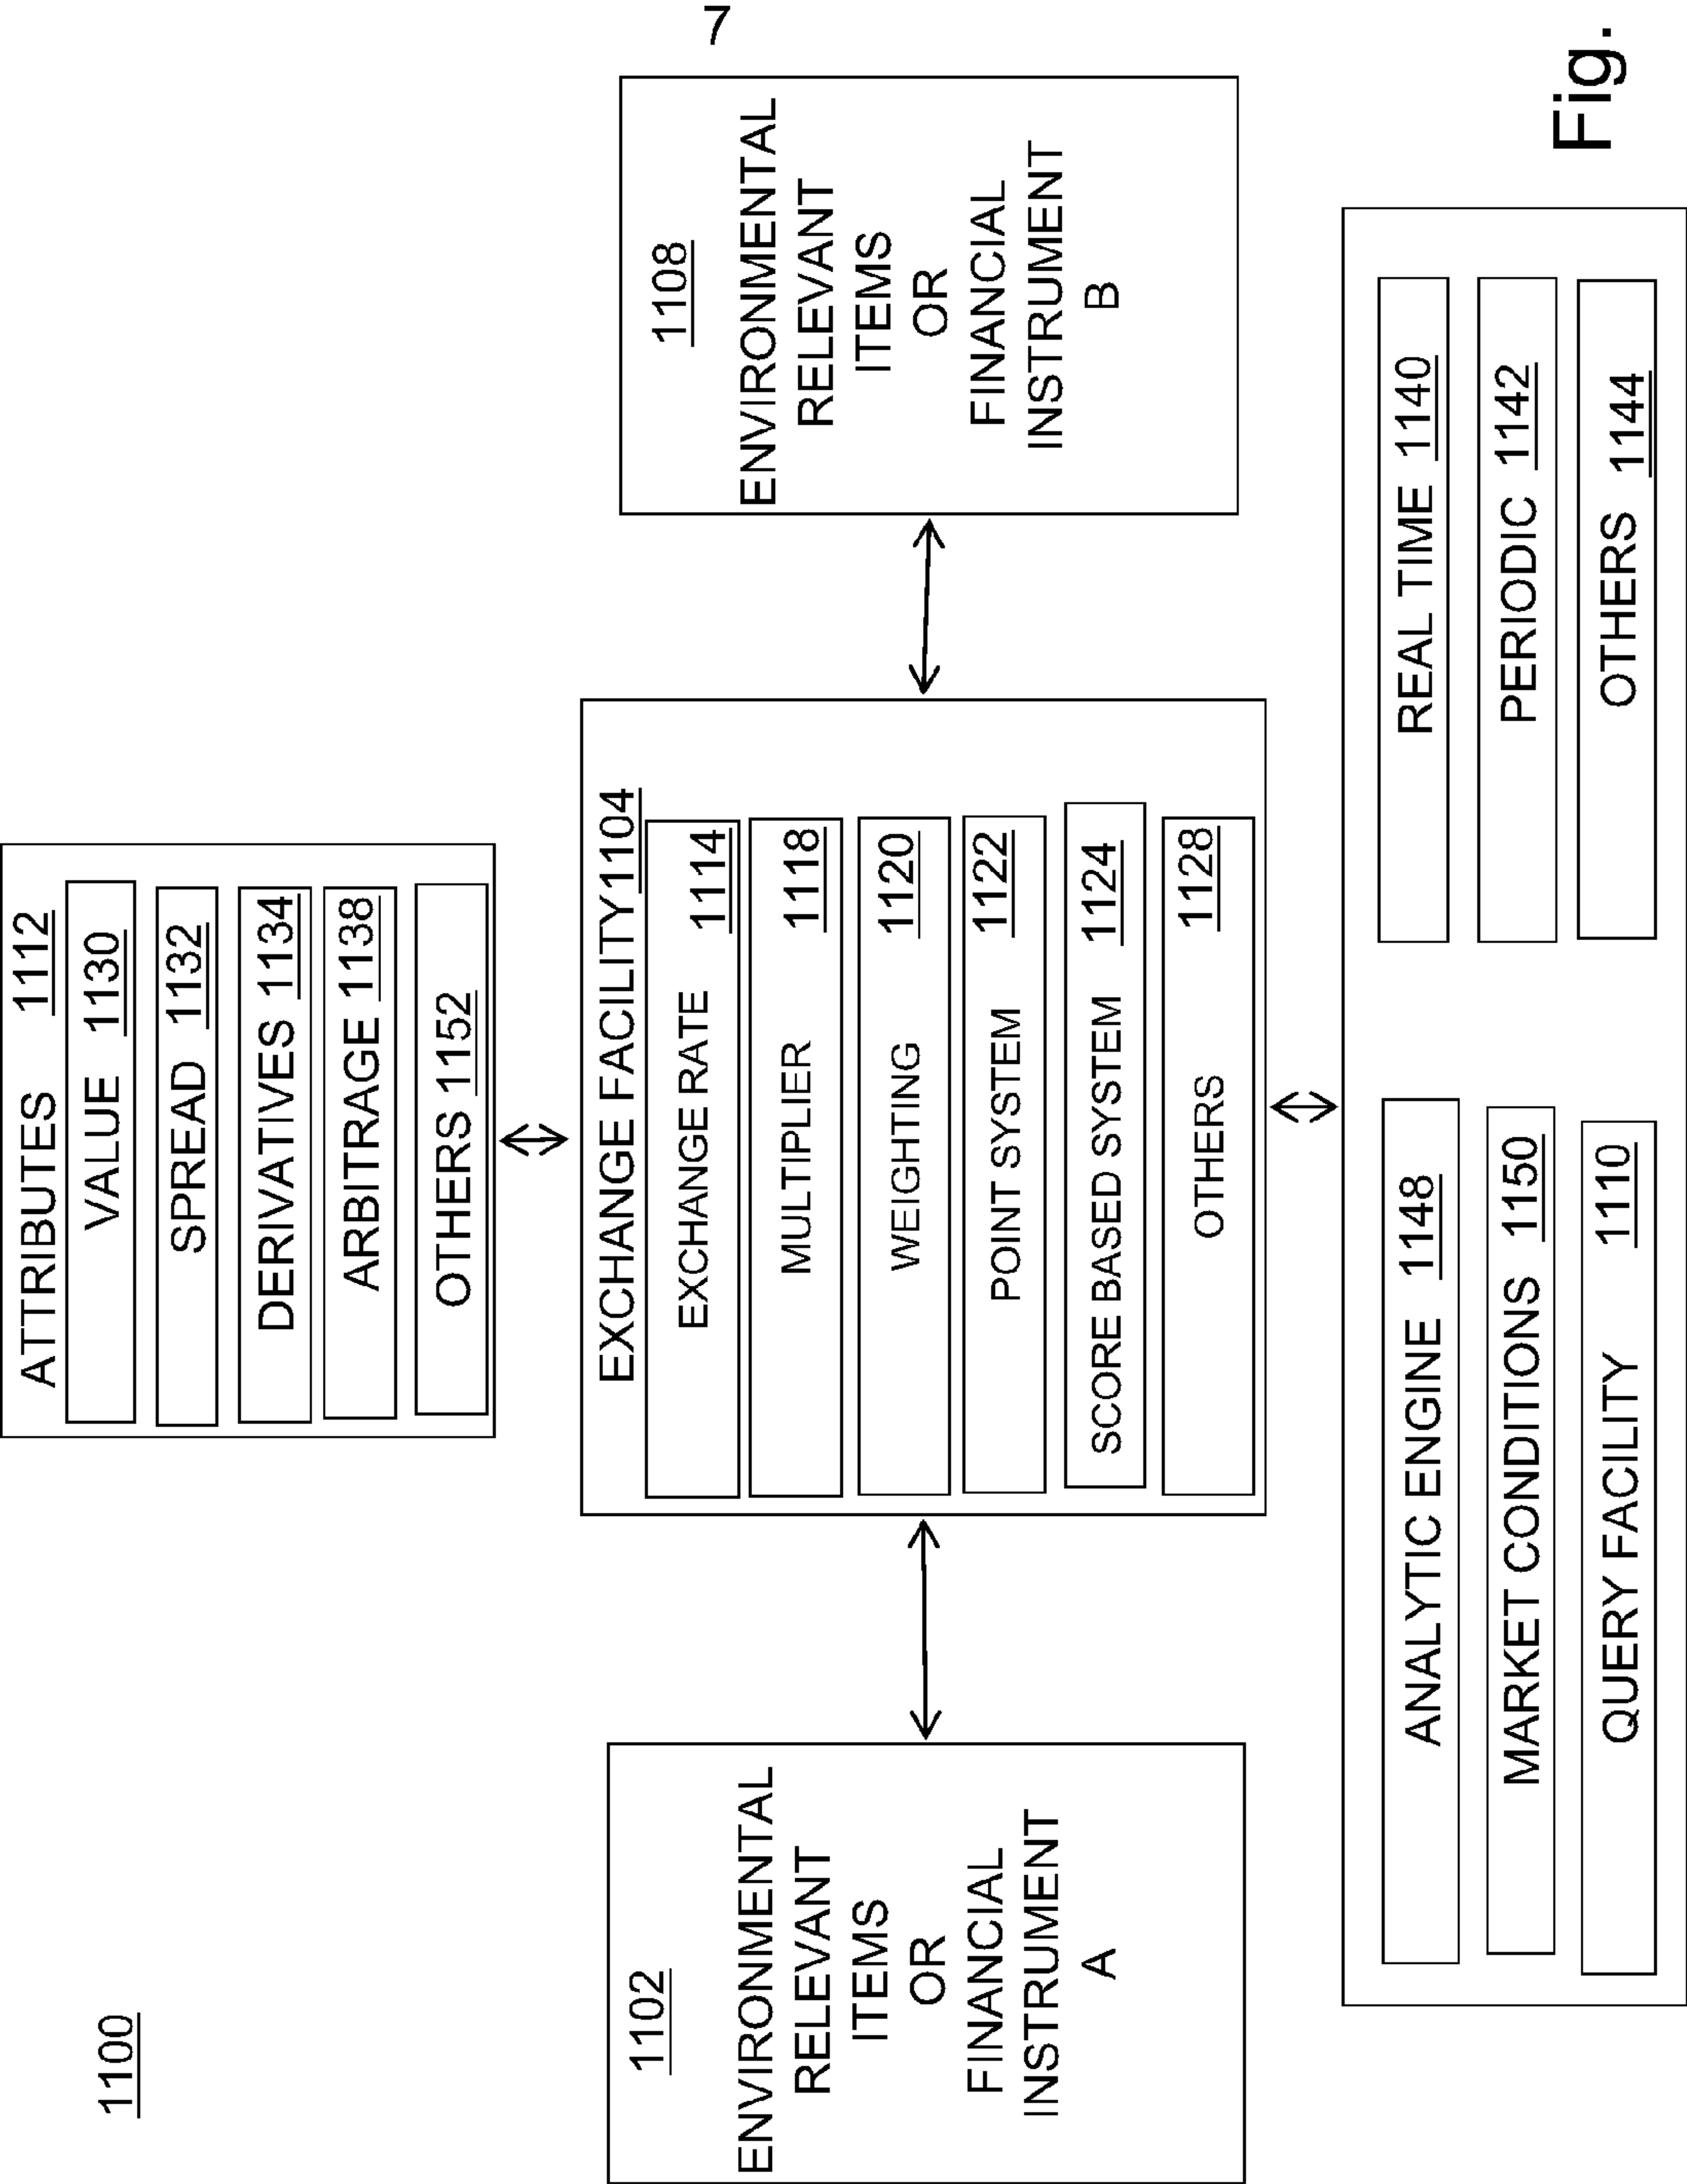 1100
ATTRIBUTES 1112
VALUE 1130
SPREAD 1132
DERIVATIVES 1134
ARBITRAGE 1138
OTHERS 1152
1102
ENVIRONMENTAL
RELEVANT
ITEMS
OR
FINANCIAL
INSTRUMENT
A
EXCHANGE FACILITY1104
EXCHANGE RATE 1114
MULTIPLIER 1118
WEIGHTING 1120
POINT SYSTEM 1122
SCORE BASED SYSTEM 1124
OTHERS 1128
1108
ENVIRONMENTAL
RELEVANT
ITEMS
OR
FINANCIAL
INSTRUMENT
B
ANALYTIC ENGINE 1148
MARKET CONDITIONS 1150
QUERY FACILITY 1110
REAL TIME 1140
PERIODIC 1142
OTHERS 1144
Fig.
7